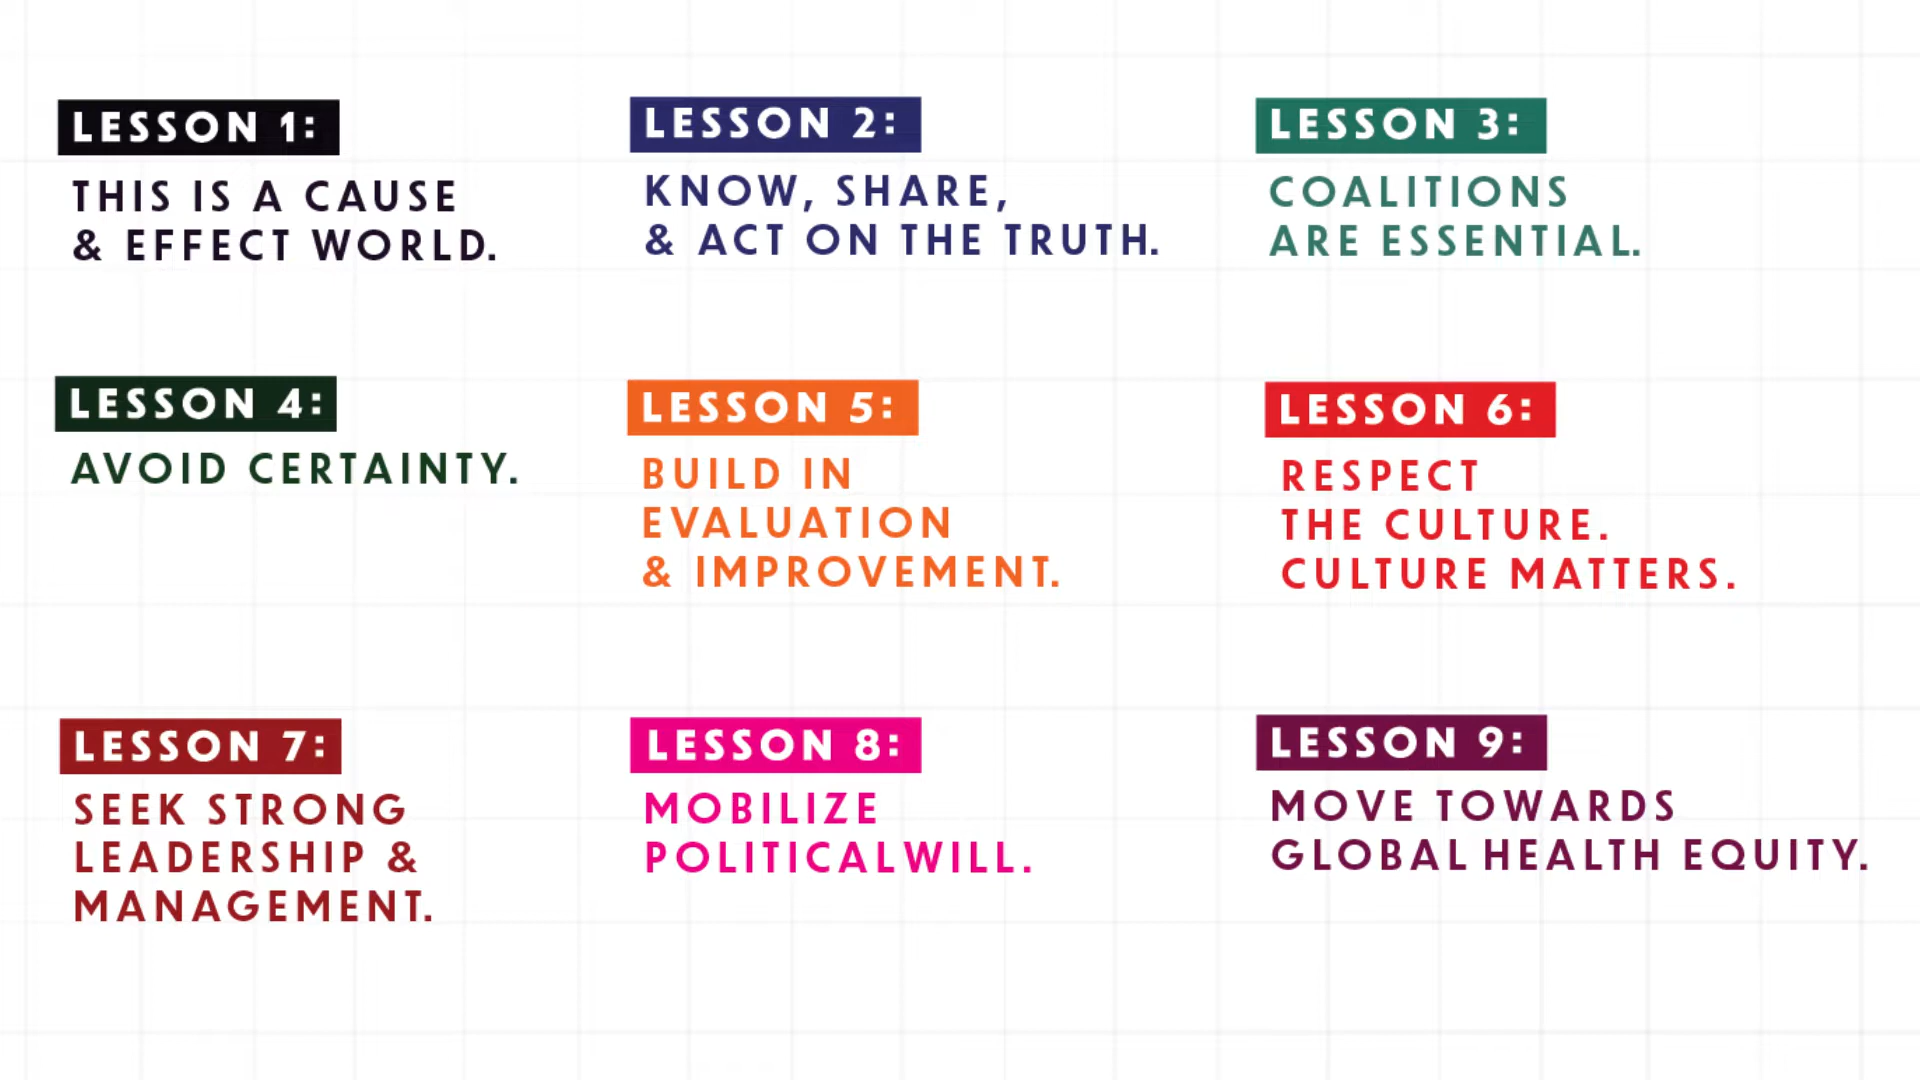 LESSON 1:
THIS IS A CAUSE
& EFFECT WORLD.
LESSON 2:
KNOW, SHARE,
& ACT ON THE TRUTH.
LESSON 3:
COALITIONS
ARE ESSENTIAL.
LESSON 4:
AVOID CERTAINTY.
LESSON 5:
BUILD IN
EVALUATION
& IMPROVEMENT.
LESSON 6:
RESPECT
THE CULTURE.
CULTURE MATTERS.
LESSON 7:
SEEK STRONG
LEADERSHIP &
MANAGEMENT.
LESSON 8:
MOBILIZE
POLITICAL WILL.
LESSON 9:
MOVE TOWARDS
GLOBAL HEALTH EQUITY.